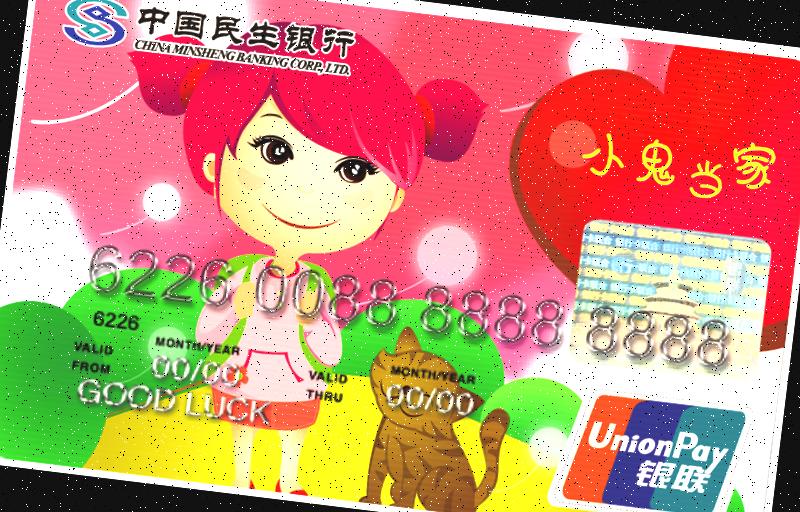 中国民生银行
CHINA MINSHENG BANKING CORP., LTD.
小鬼当家
6226 0088 8888 8888
6226
VALID FROM MONTH/YEAR 00/00
VALID THRU MONTH/YEAR 00/00
GOOD LUCK
UnionPay
银联